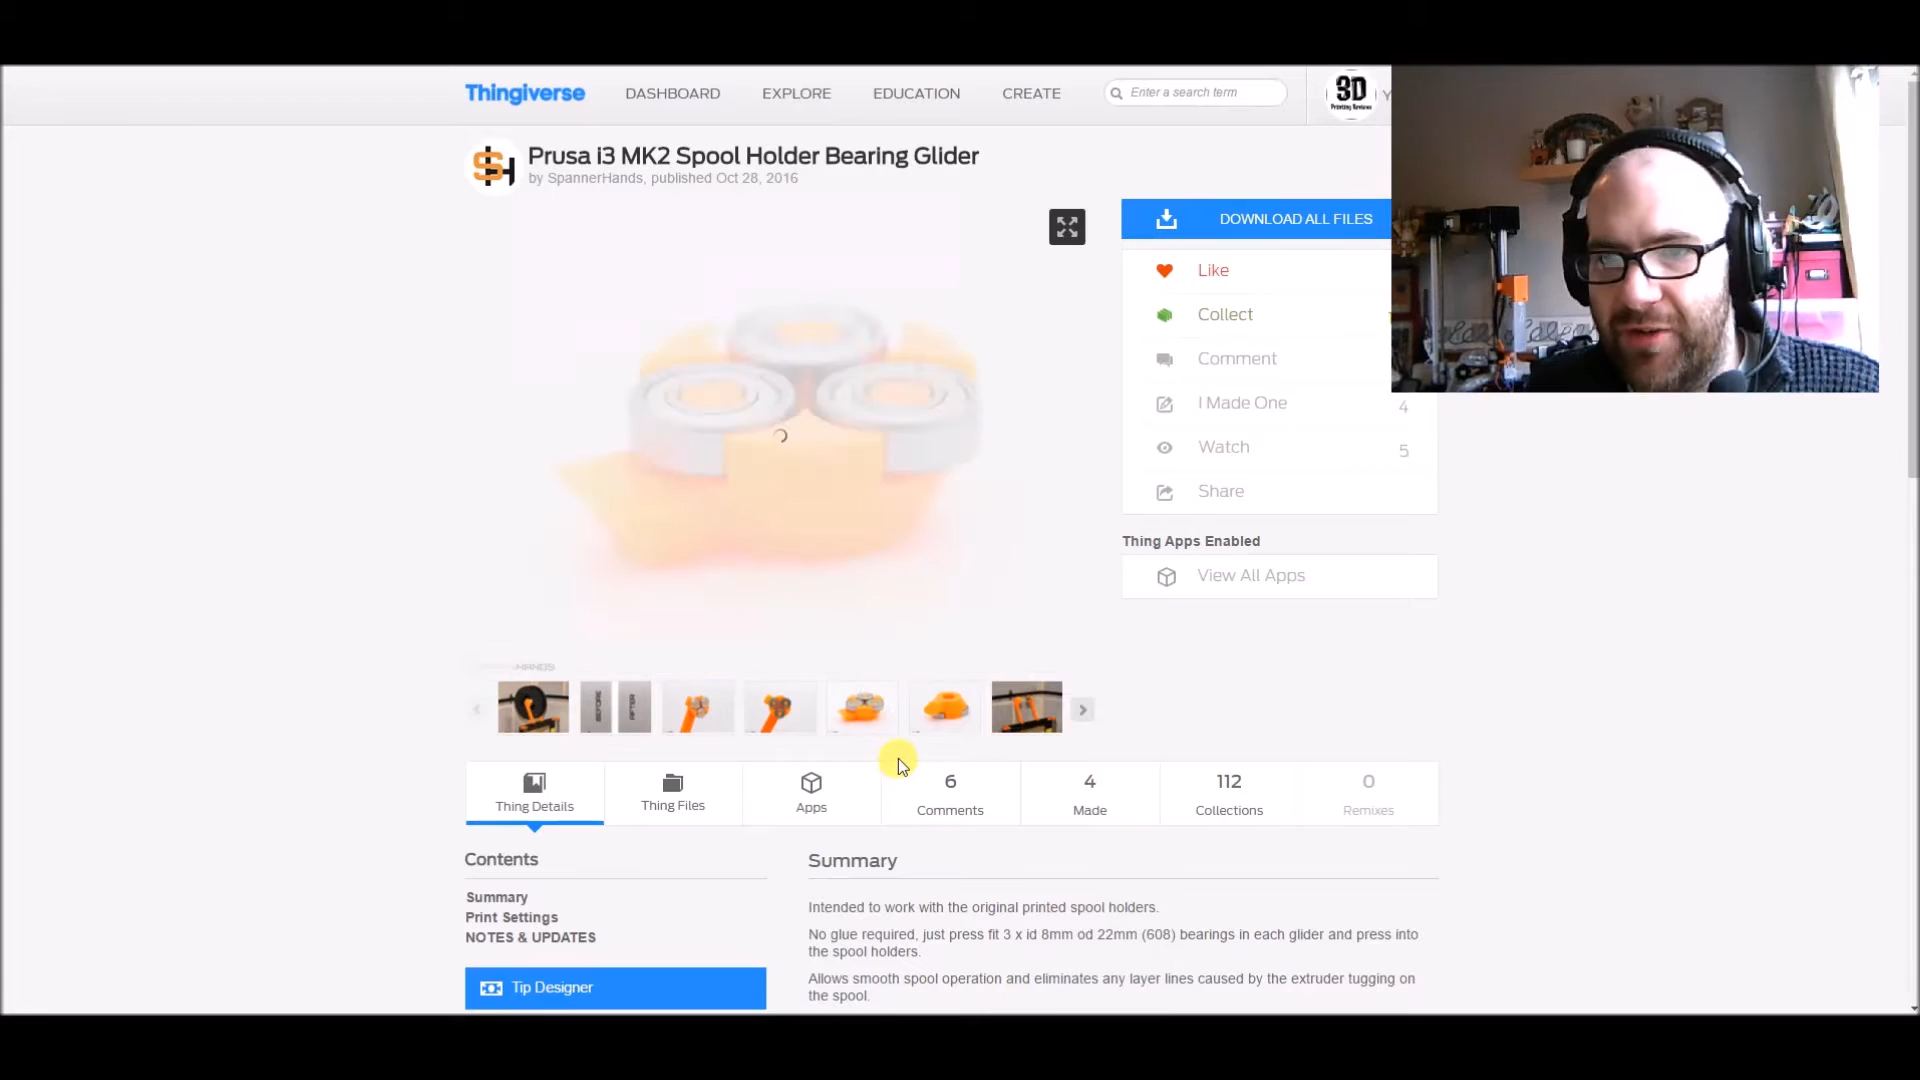 Thingiverse DASHBOARD EXPLORE EDUCATION CREATE Enter a search term
3D
Printing Reviews
Prusa i3 MK2 Spool Holder Bearing Glider
by SpannerHands, published Oct 28, 2016
DOWNLOAD ALL FILES
Like
Collect
Comment
I Made One 4
Watch 5
Share
Thing Apps Enabled
View All Apps
BEFORE AFTER
Thing Details
Thing Files
Apps
6 Comments
4 Made
112 Collections
0 Remixes
Contents
Summary
Print Settings
NOTES & UPDATES
Tip Designer
Summary
Intended to work with the original printed spool holders.
No glue required, just press fit 3 x id 8mm od 22mm (608) bearings in each glider and press into
the spool holders.
Allows smooth spool operation and eliminates any layer lines caused by the extruder tugging on
the spool.